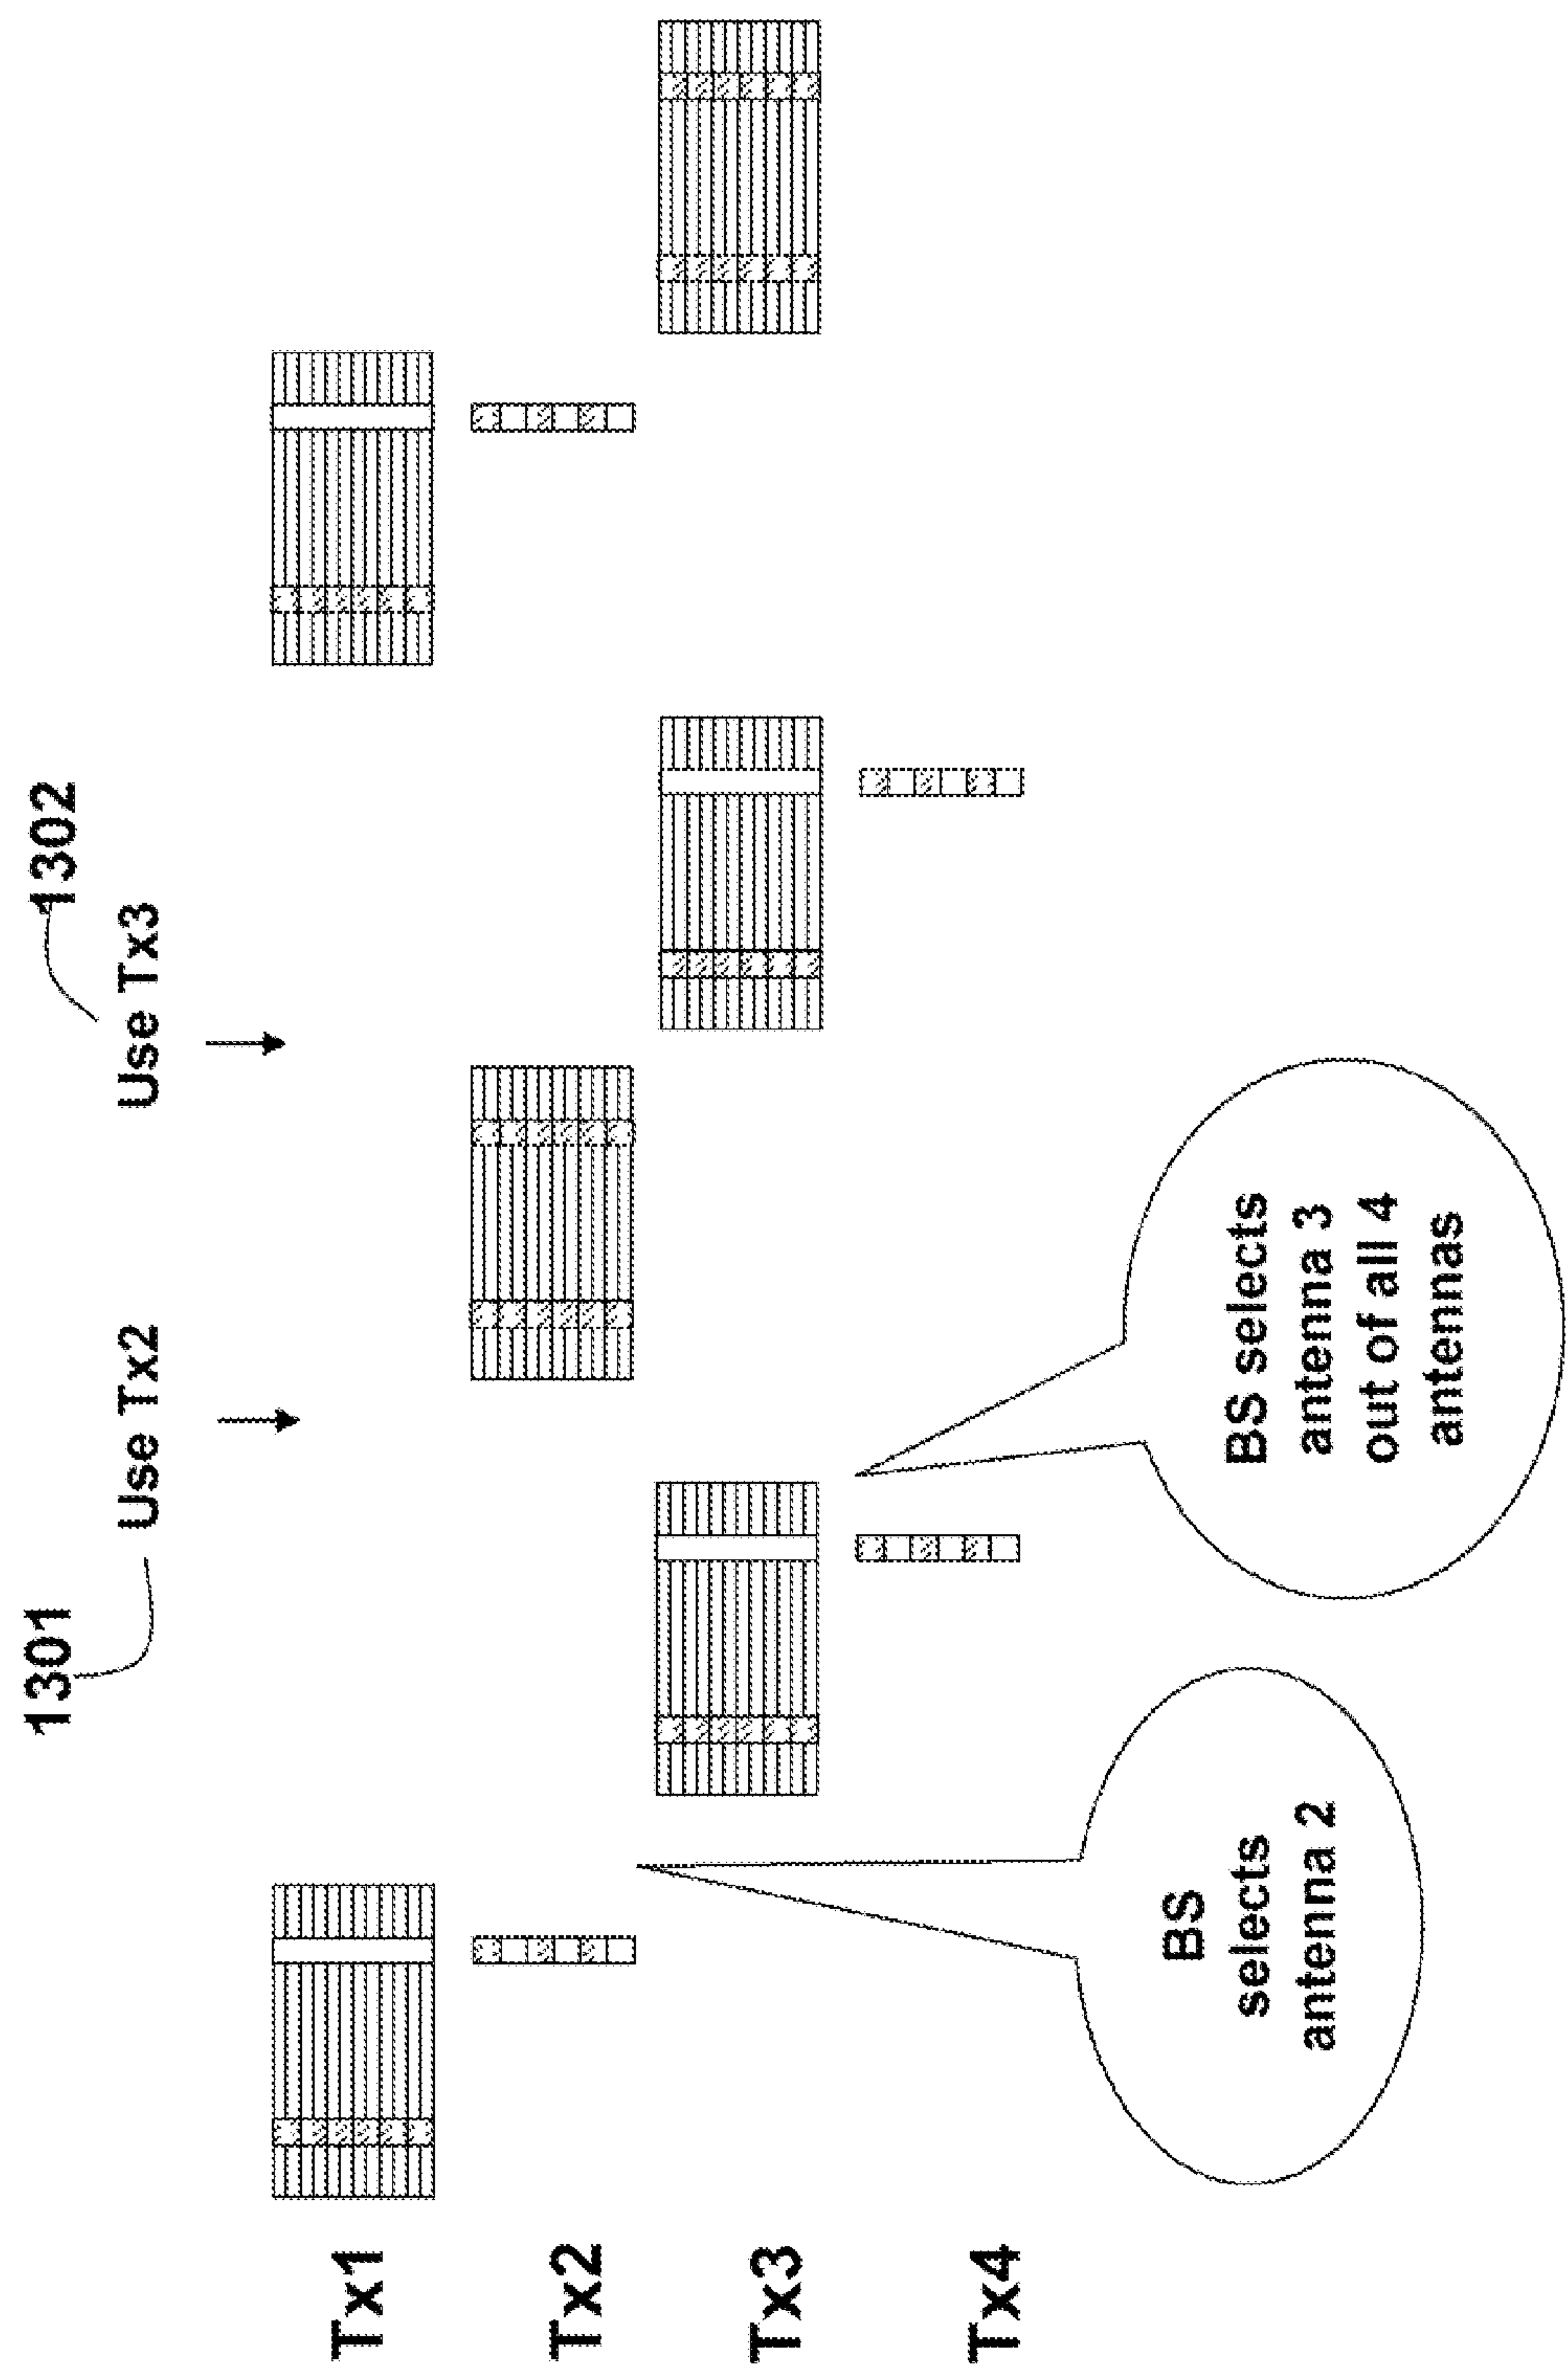 1301
1302
Use Tx2
Use Tx3
Tx1
Tx2
Tx3
Tx4
BS
selects
antenna 2
BS selects
antenna 3
out of all 4
antennas